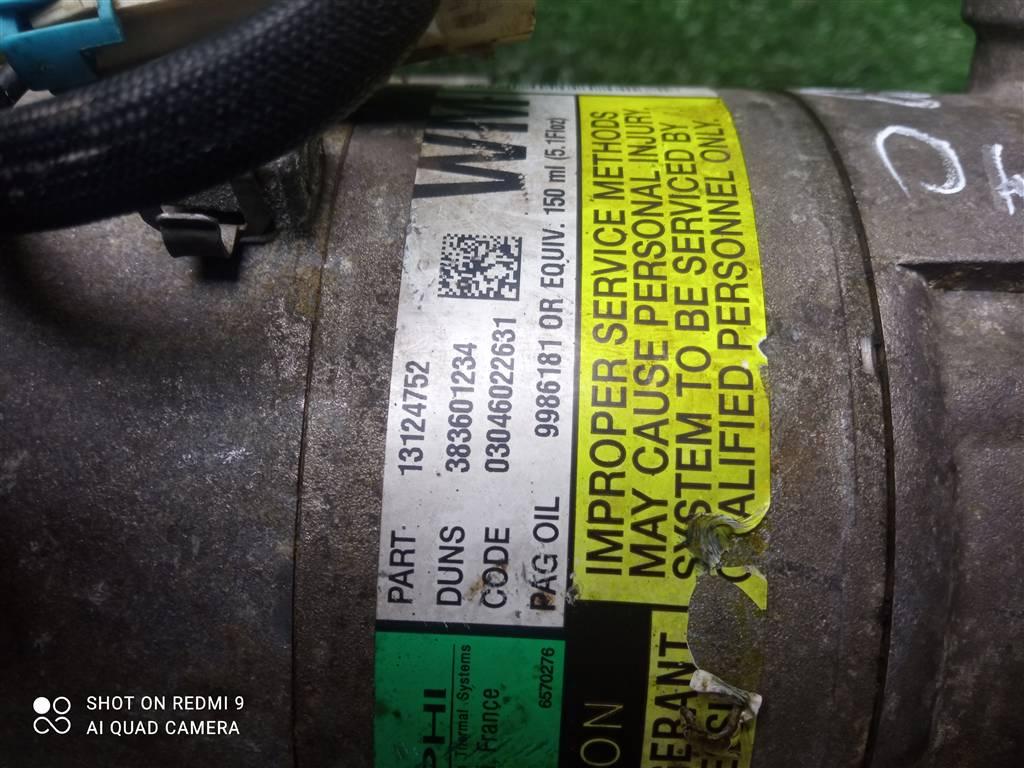 PART 13124752
DUNS 383601234
CODE 03046022631
PAG OIL 9986181 OR EQUIV. 150 ml (5.1Floz)
IMPROPER SERVICE METHODS
MAY CAUSE PERSONAL INJURY.
SYSTEM TO BE SERVICED BY
QUALIFIED PERSONNEL ONLY.
PHI
Thermal Systems
France
6570276
ON
GERANT
SHOT ON REDMI 9
AI QUAD CAMERA